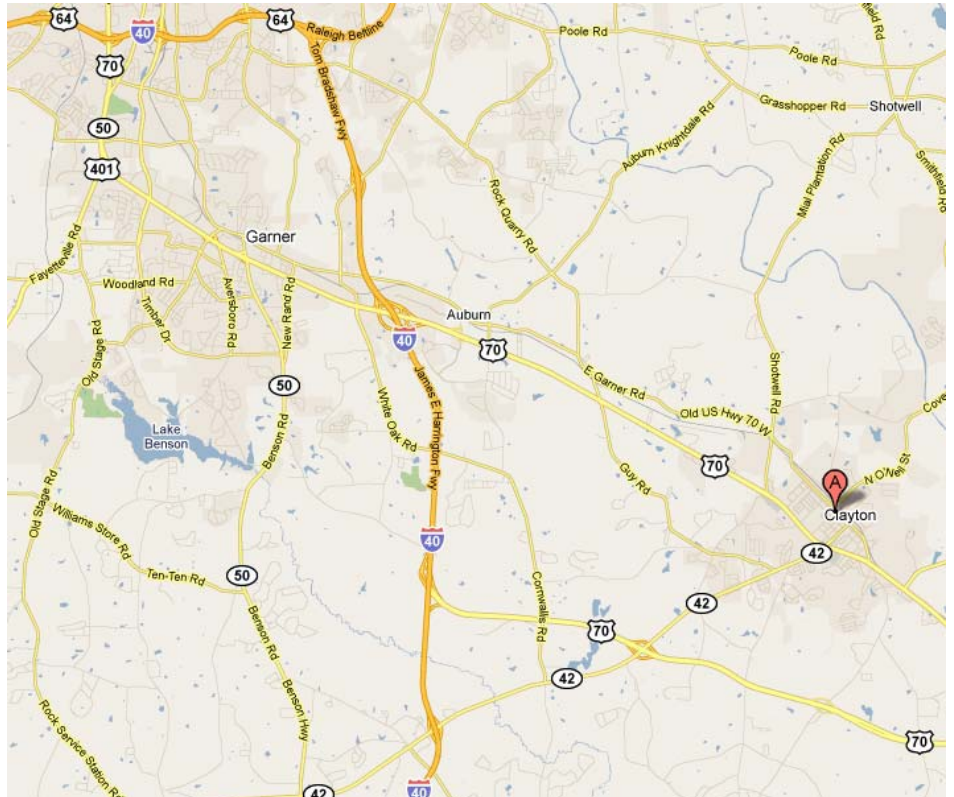 64
40
64
Raleigh Beltline
Tom Bradshaw Fwy
Poole Rd
Poole Rd
70
Grasshopper Rd
Shotwell
50
Auburn Knightdale Rd
401
Mial Plantation Rd
Smithfield Rd
Rock Quarry Rd
Garner
Fayetteville Rd
Woodland Rd
Timber Dr
Aversboro Rd
New Rand Rd
Auburn
40
70
Old Stage Rd
50
James E Harrington Fwy
White Oak Rd
E Garner Rd
Shotwell Rd
Old US Hwy 70 W
Cove
Lake
Benson
Benson Rd
Guy Rd
70
N O'Neil St
A
Clayton
Old Stage Rd
Williams Store Rd
40
42
Ten-Ten Rd
50
Cornwallis Rd
42
Benson Rd
70
42
Benson Hwy
Rock Service Station Rd
70
42
40